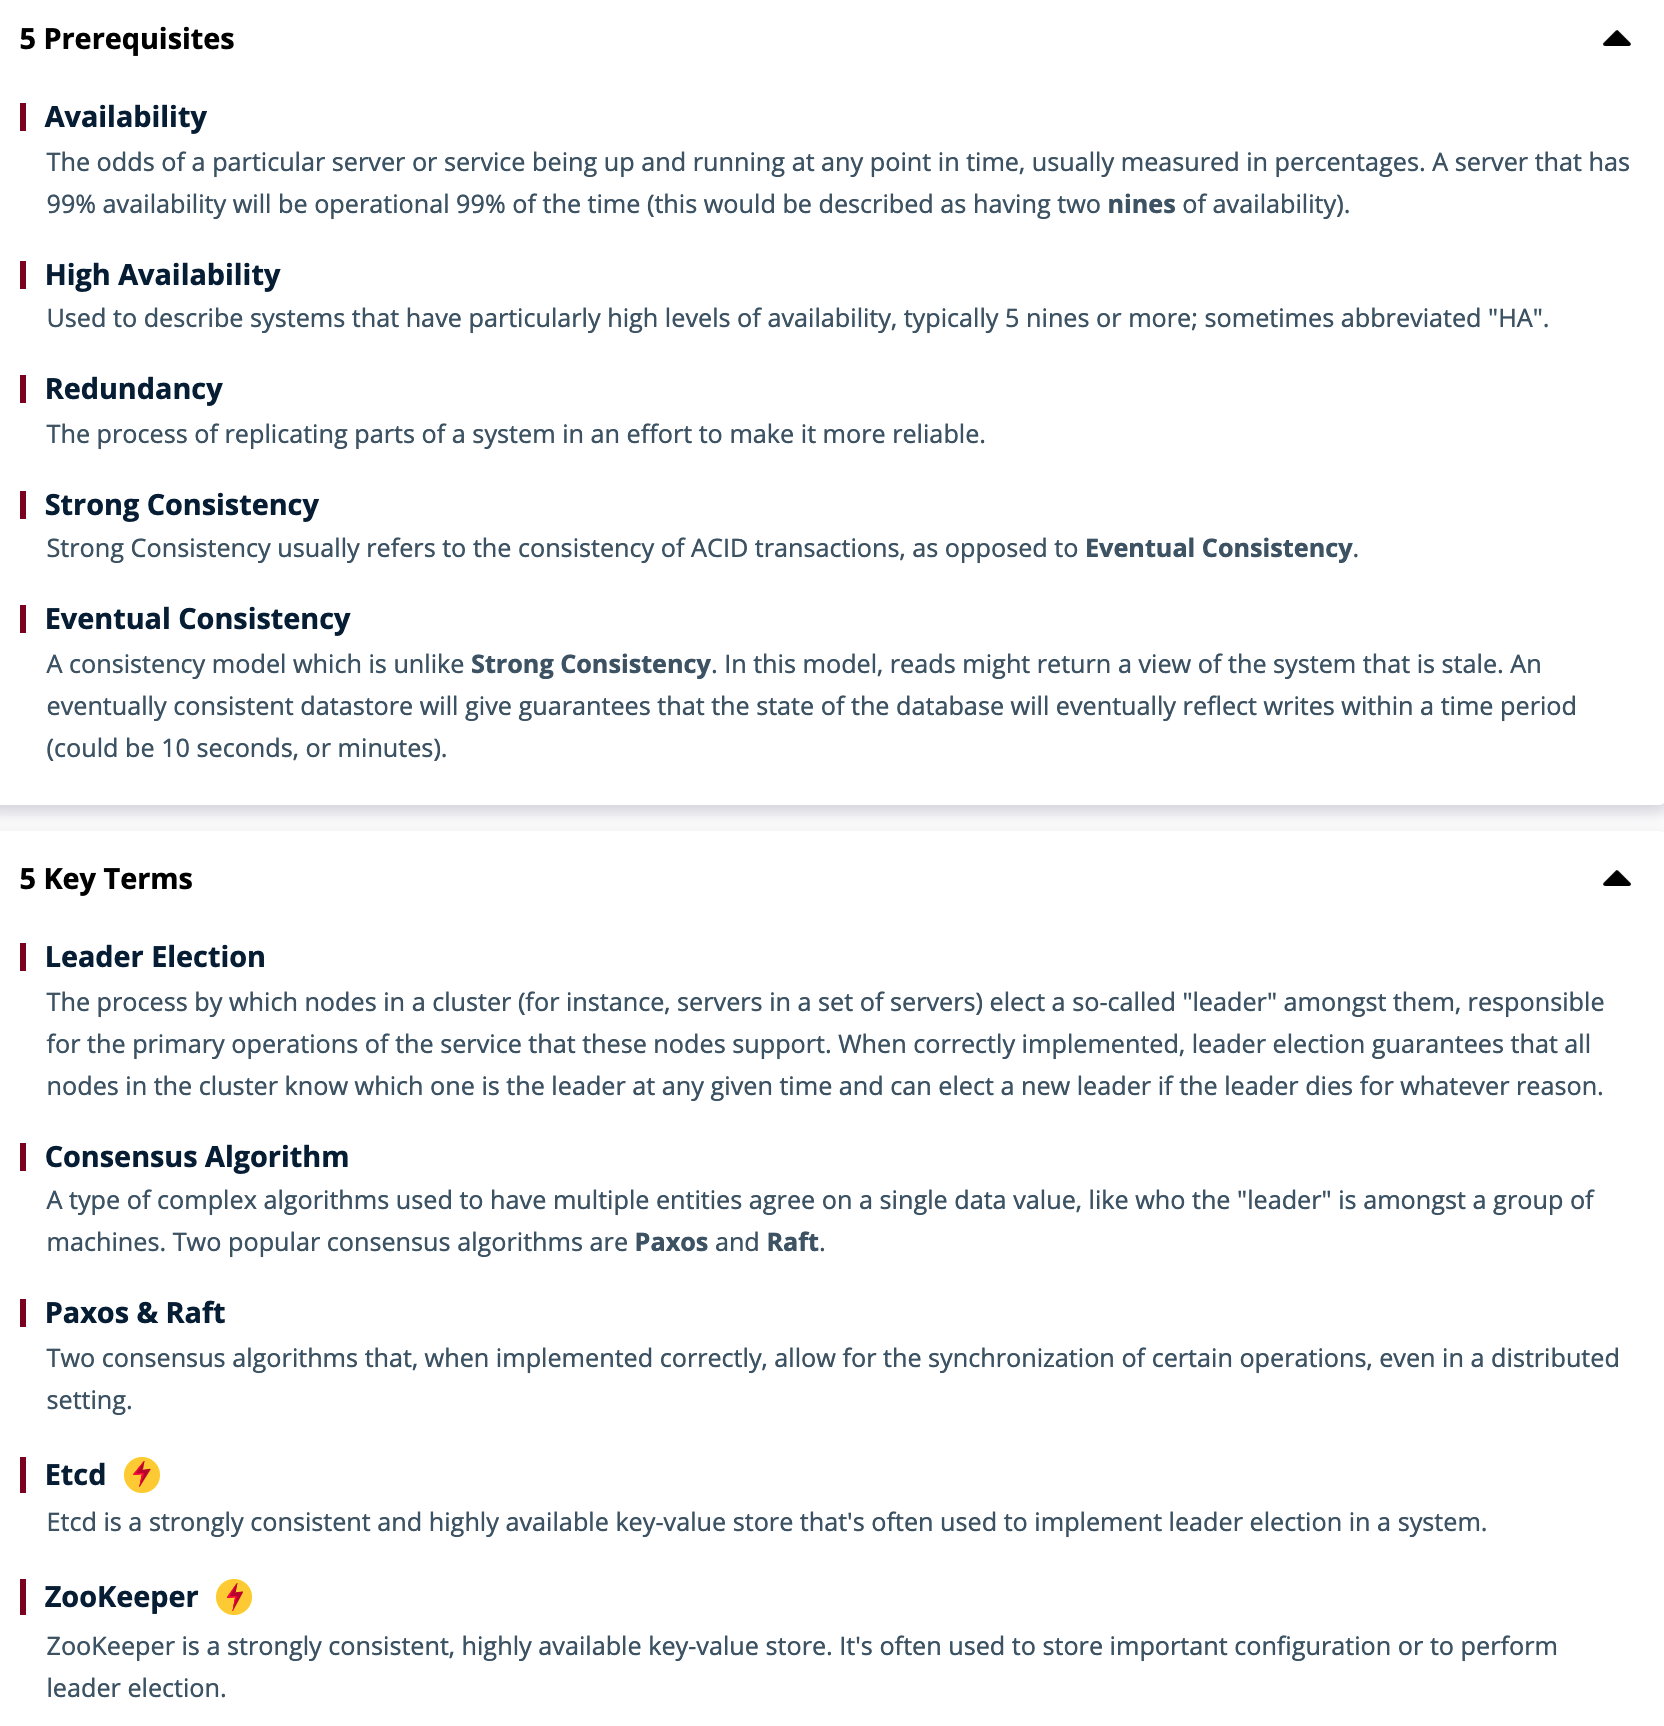 5 Prerequisites
Availability
The odds of a particular server or service being up and running at any point in time, usually measured in percentages. A server that has
99% availability will be operational 99% of the time (this would be described as having two nines of availability).
High Availability
Used to describe systems that have particularly high levels of availability, typically 5 nines or more; sometimes abbreviated "HA".
Redundancy
The process of replicating parts of a system in an effort to make it more reliable.
Strong Consistency
Strong Consistency usually refers to the consistency of ACID transactions, as opposed to Eventual Consistency.
Eventual Consistency
A consistency model which is unlike Strong Consistency. In this model, reads might return a view of the system that is stale. An
eventually consistent datastore will give guarantees that the state of the database will eventually reflect writes within a time period
(could be 10 seconds, or minutes).
5 Key Terms
Leader Election
The process by which nodes in a cluster (for instance, servers in a set of servers) elect a so-called "leader" amongst them, responsible
for the primary operations of the service that these nodes support. When correctly implemented, leader election guarantees that all
nodes in the cluster know which one is the leader at any given time and can elect a new leader if the leader dies for whatever reason.
Consensus Algorithm
A type of complex algorithms used to have multiple entities agree on a single data value, like who the "leader" is amongst a group of
machines. Two popular consensus algorithms are Paxos and Raft.
Paxos & Raft
Two consensus algorithms that, when implemented correctly, allow for the synchronization of certain operations, even in a distributed
setting.
Etcd
Etcd is a strongly consistent and highly available key-value store that's often used to implement leader election in a system.
ZooKeeper
ZooKeeper is a strongly consistent, highly available key-value store. It's often used to store important configuration or to perform
leader election.